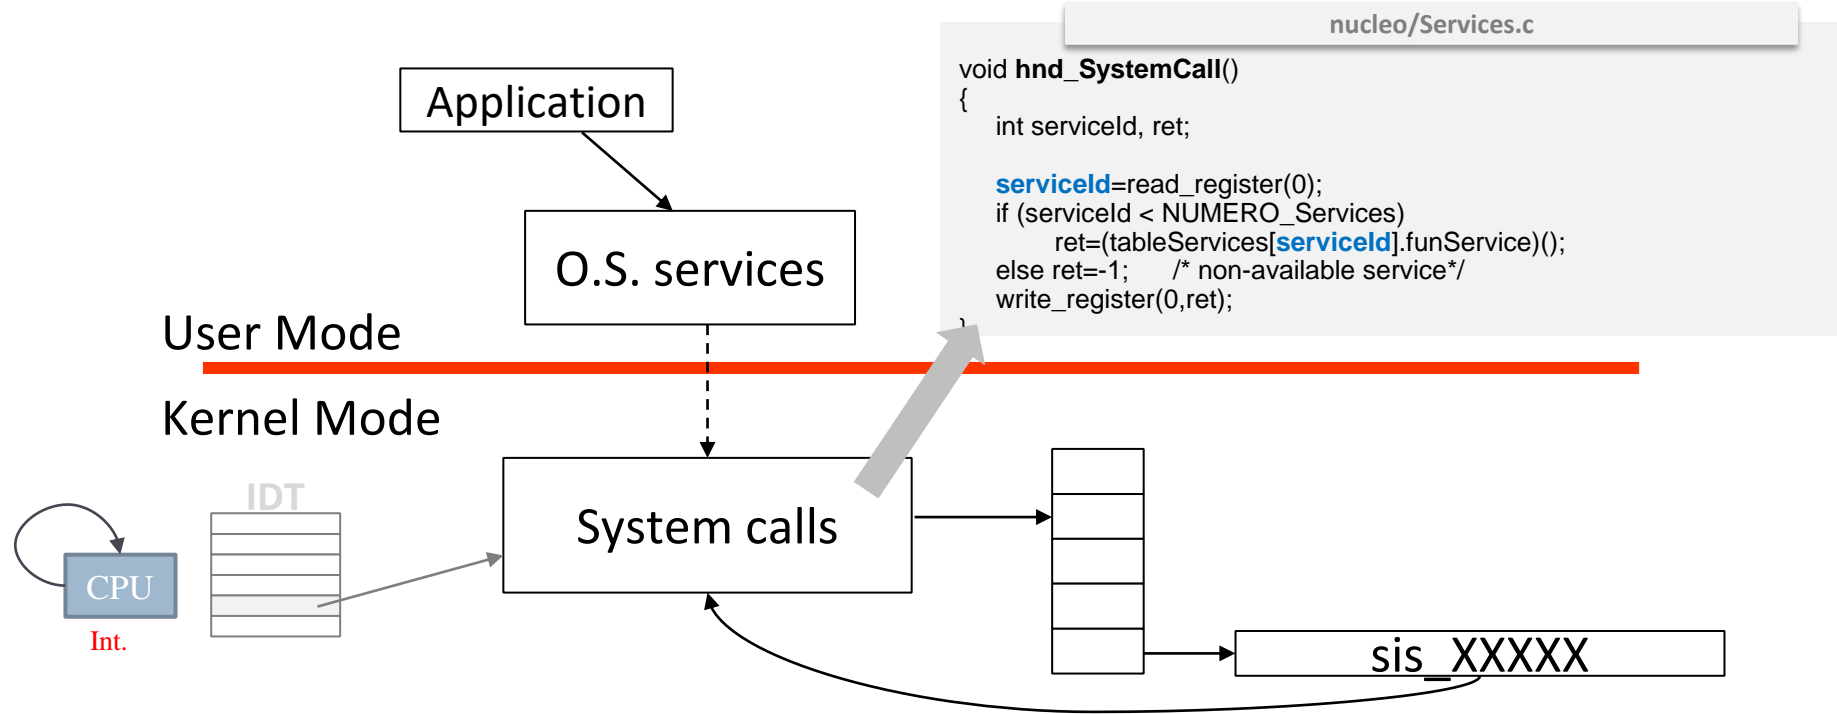 nucleo/Services.c
void hnd_SystemCall()
{
int serviceId, ret;
serviceId=read_register(0);
if (serviceId < NUMERO_Services)
ret=(tableServices[serviceId].funService)();
else ret=-1; /* non-available service*/
write_register(0,ret);
}
Application
O.S. services
User Mode
Kernel Mode
IDT
System calls
CPU
Int.
sis_XXXXX